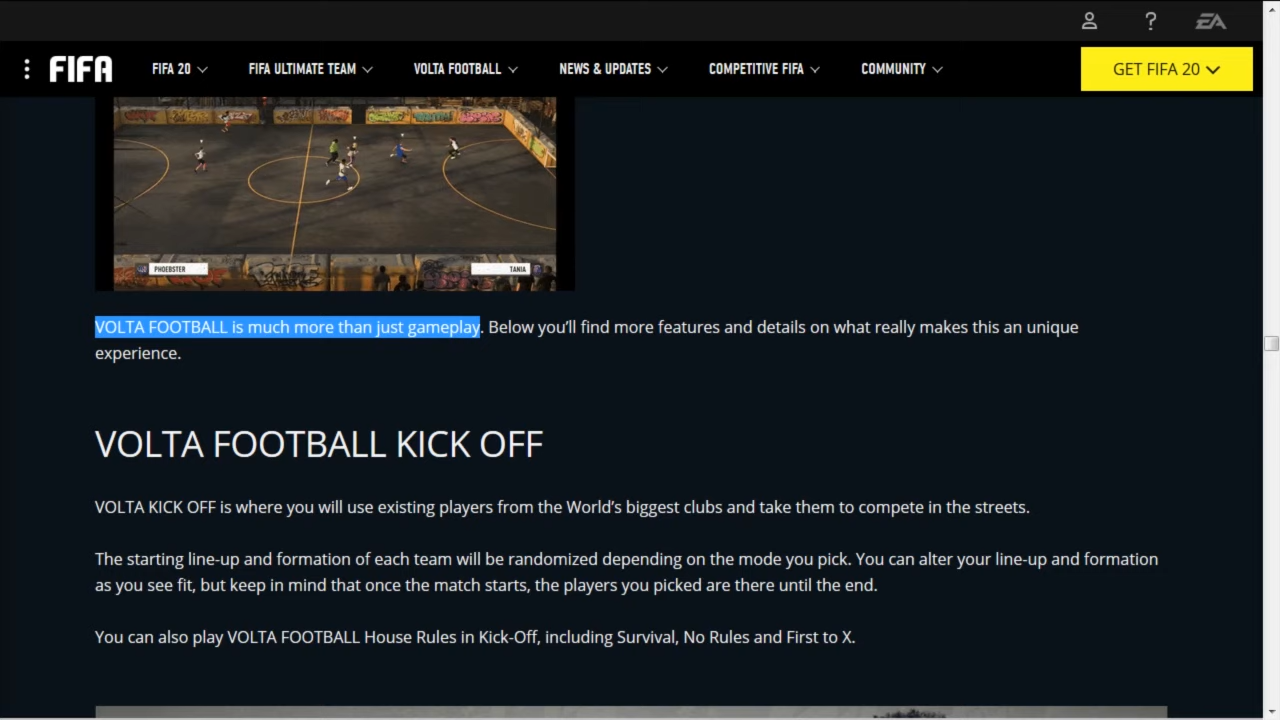 EA
FIFA
FIFA 20
FIFA ULTIMATE TEAM
VOLTA FOOTBALL
NEWS & UPDATES
COMPETITIVE FIFA
COMMUNITY
GET FIFA 20
PHOEBSTER
TANIA
VOLTA FOOTBALL is much more than just gameplay. Below you’ll find more features and details on what really makes this an unique
experience.
VOLTA FOOTBALL KICK OFF
VOLTA KICK OFF is where you will use existing players from the World’s biggest clubs and take them to compete in the streets.
The starting line-up and formation of each team will be randomized depending on the mode you pick. You can alter your line-up and formation
as you see fit, but keep in mind that once the match starts, the players you picked are there until the end.
You can also play VOLTA FOOTBALL House Rules in Kick-Off, including Survival, No Rules and First to X.